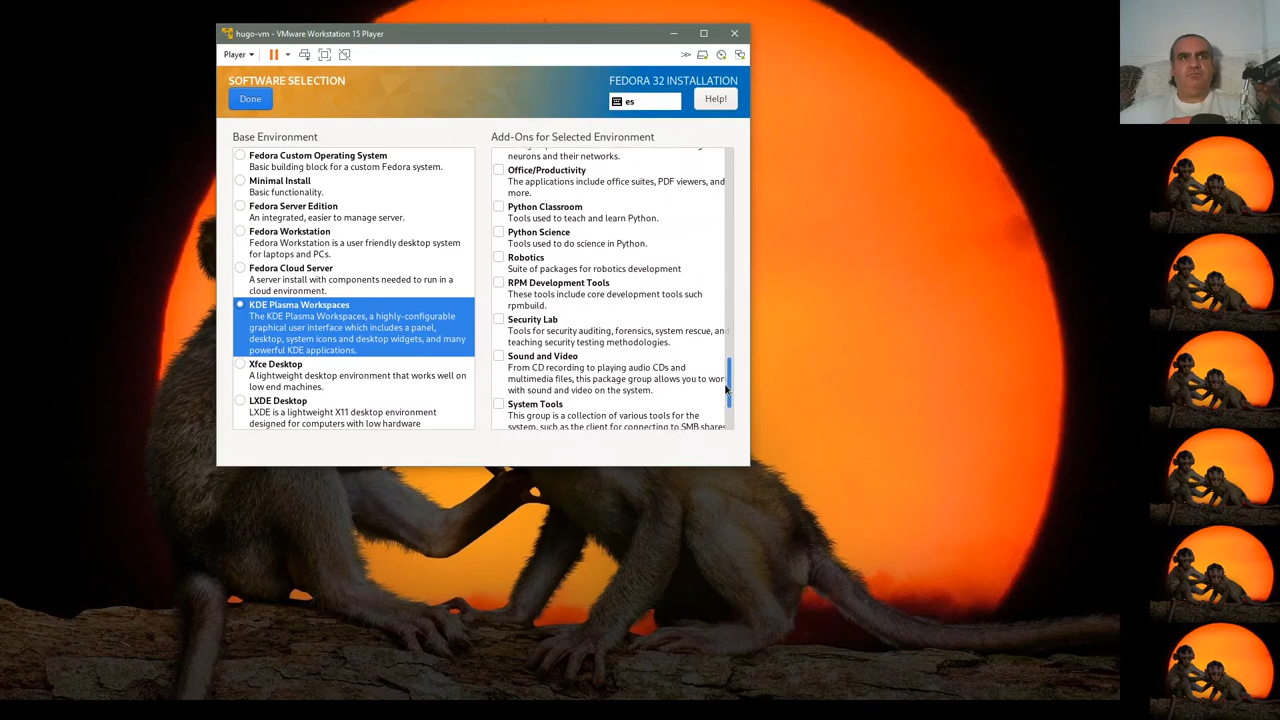 hugo-vm - VMware Workstation 15 Player
Player
SOFTWARE SELECTION
FEDORA 32 INSTALLATION
Done
es
Help!
Base Environment
Fedora Custom Operating System
Basic building block for a custom Fedora system.
Minimal Install
Basic functionality.
Fedora Server Edition
An integrated, easier to manage server.
Fedora Workstation
Fedora Workstation is a user friendly desktop system
for laptops and PCs.
Fedora Cloud Server
A server install with components needed to run in a
cloud environment.
KDE Plasma Workspaces
The KDE Plasma Workspaces, a highly-configurable
graphical user interface which includes a panel,
desktop, system icons and desktop widgets, and many
powerful KDE applications.
Xfce Desktop
A lightweight desktop environment that works well on
low end machines.
LXDE Desktop
LXDE is a lightweight X11 desktop environment
designed for computers with low hardware
Add-Ons for Selected Environment
neurons and their networks.
Office/Productivity
The applications include office suites, PDF viewers, and
more.
Python Classroom
Tools used to teach and learn Python.
Python Science
Tools used to do science in Python.
Robotics
Suite of packages for robotics development
RPM Development Tools
These tools include core development tools such
rpmbuild.
Security Lab
Tools for security auditing, forensics, system rescue, and
teaching security testing methodologies.
Sound and Video
From CD recording to playing audio CDs and
multimedia files, this package group allows you to wor
with sound and video on the system.
System Tools
This group is a collection of various tools for the
system, such as the client for connecting to SMB shares